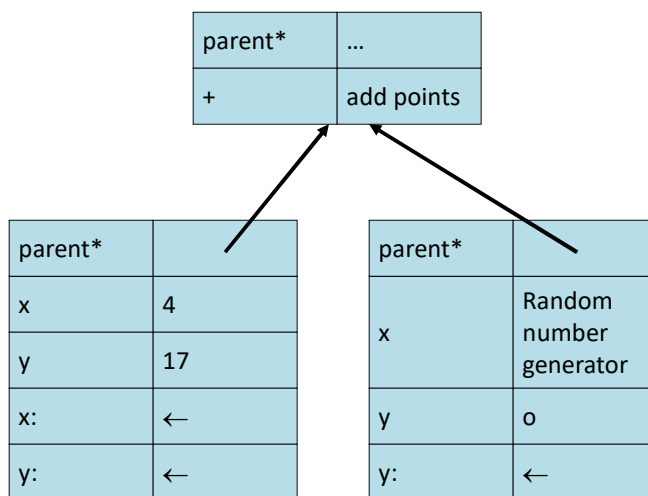 parent* …
+ add points
parent*
x 4
y 17
x: ←
y: ←
parent*
x Random
number
generator
y o
y: ←